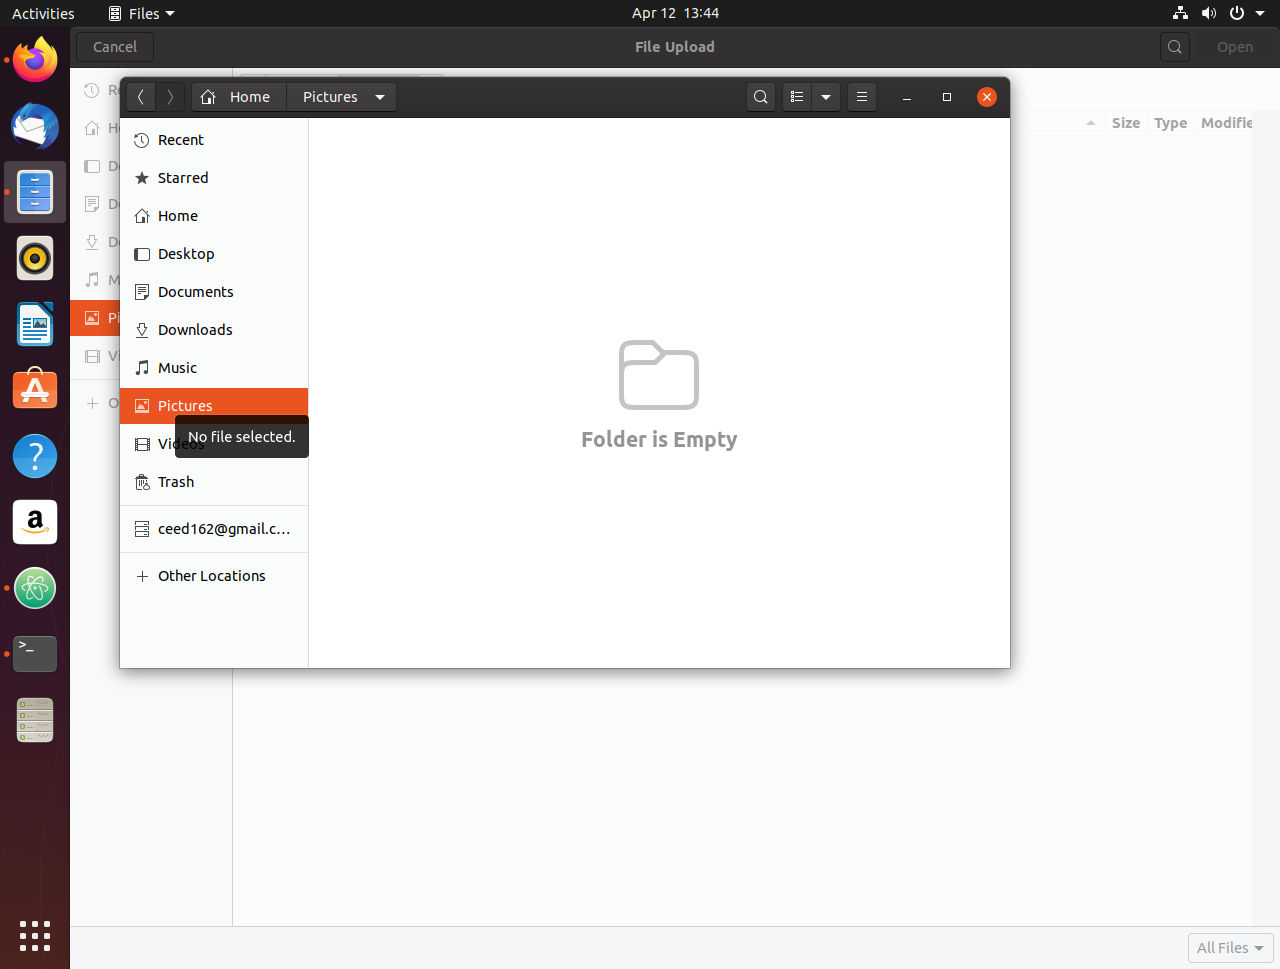 Activities
Files
Apr 12 13:44
Cancel
File Upload
Open
Home
Pictures
Size
Type
Recent
Starred
Home
Desktop
Documents
Downloads
Music
Pictures
Videos
No file selected.
Trash
ceed162@gmail.c...
Other Locations
Folder is Empty
>_
?
a
All Files